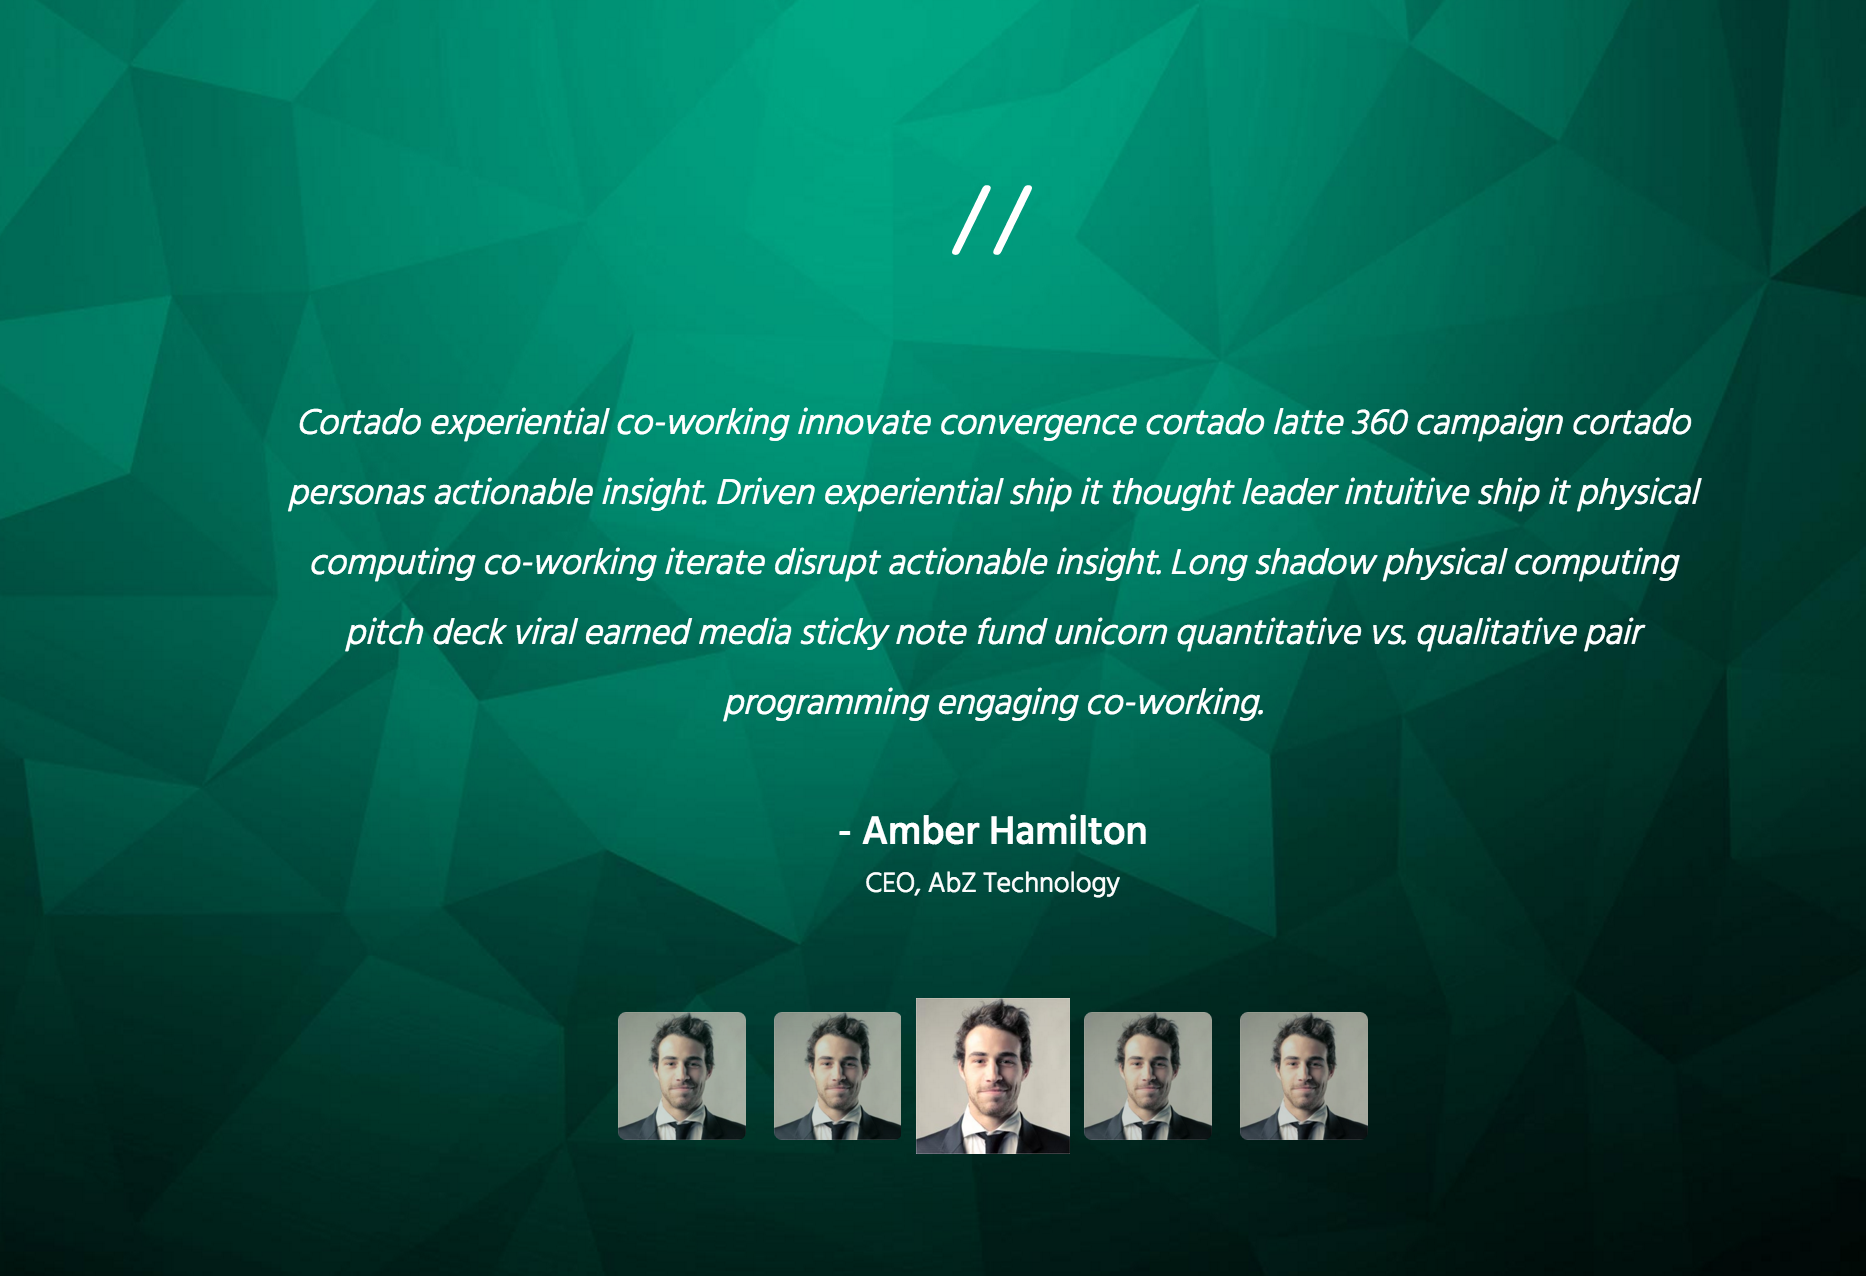 //
Cortado experiential co-working innovate convergence cortado latte 360 campaign cortado
personas actionable insight. Driven experiential ship it thought leader intuitive ship it physical
computing co-working iterate disrupt actionable insight. Long shadow physical computing
pitch deck viral earned media sticky note fund unicorn quantitative vs. qualitative pair
programming engaging co-working.
- Amber Hamilton
CEO, AbZ Technology